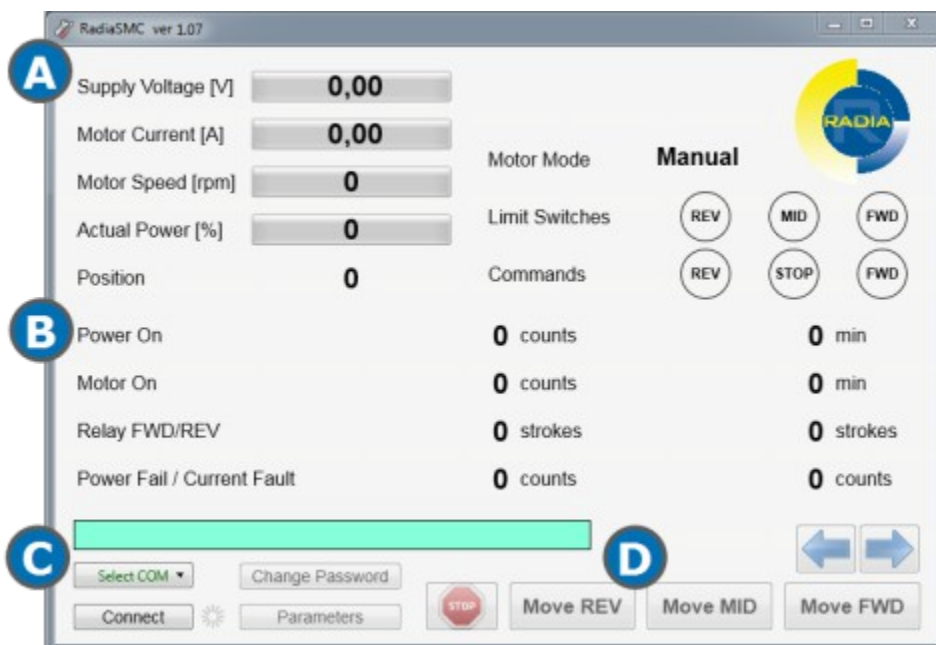 RadiaSMC ver 1.07
A
Supply Voltage [V] 0,00
Motor Current [A] 0,00
RADIA
Motor Mode Manual
Motor Speed [rpm] 0
Limit Switches REV MID FWD
Actual Power [%] 0
Commands REV STOP FWD
Position 0
B
Power On 0 counts 0 min
Motor On 0 counts 0 min
Relay FWD/REV 0 strokes 0 strokes
Power Fail / Current Fault 0 counts 0 counts
C
D
Select COM Change Password
Connect Parameters STOP Move REV Move MID Move FWD